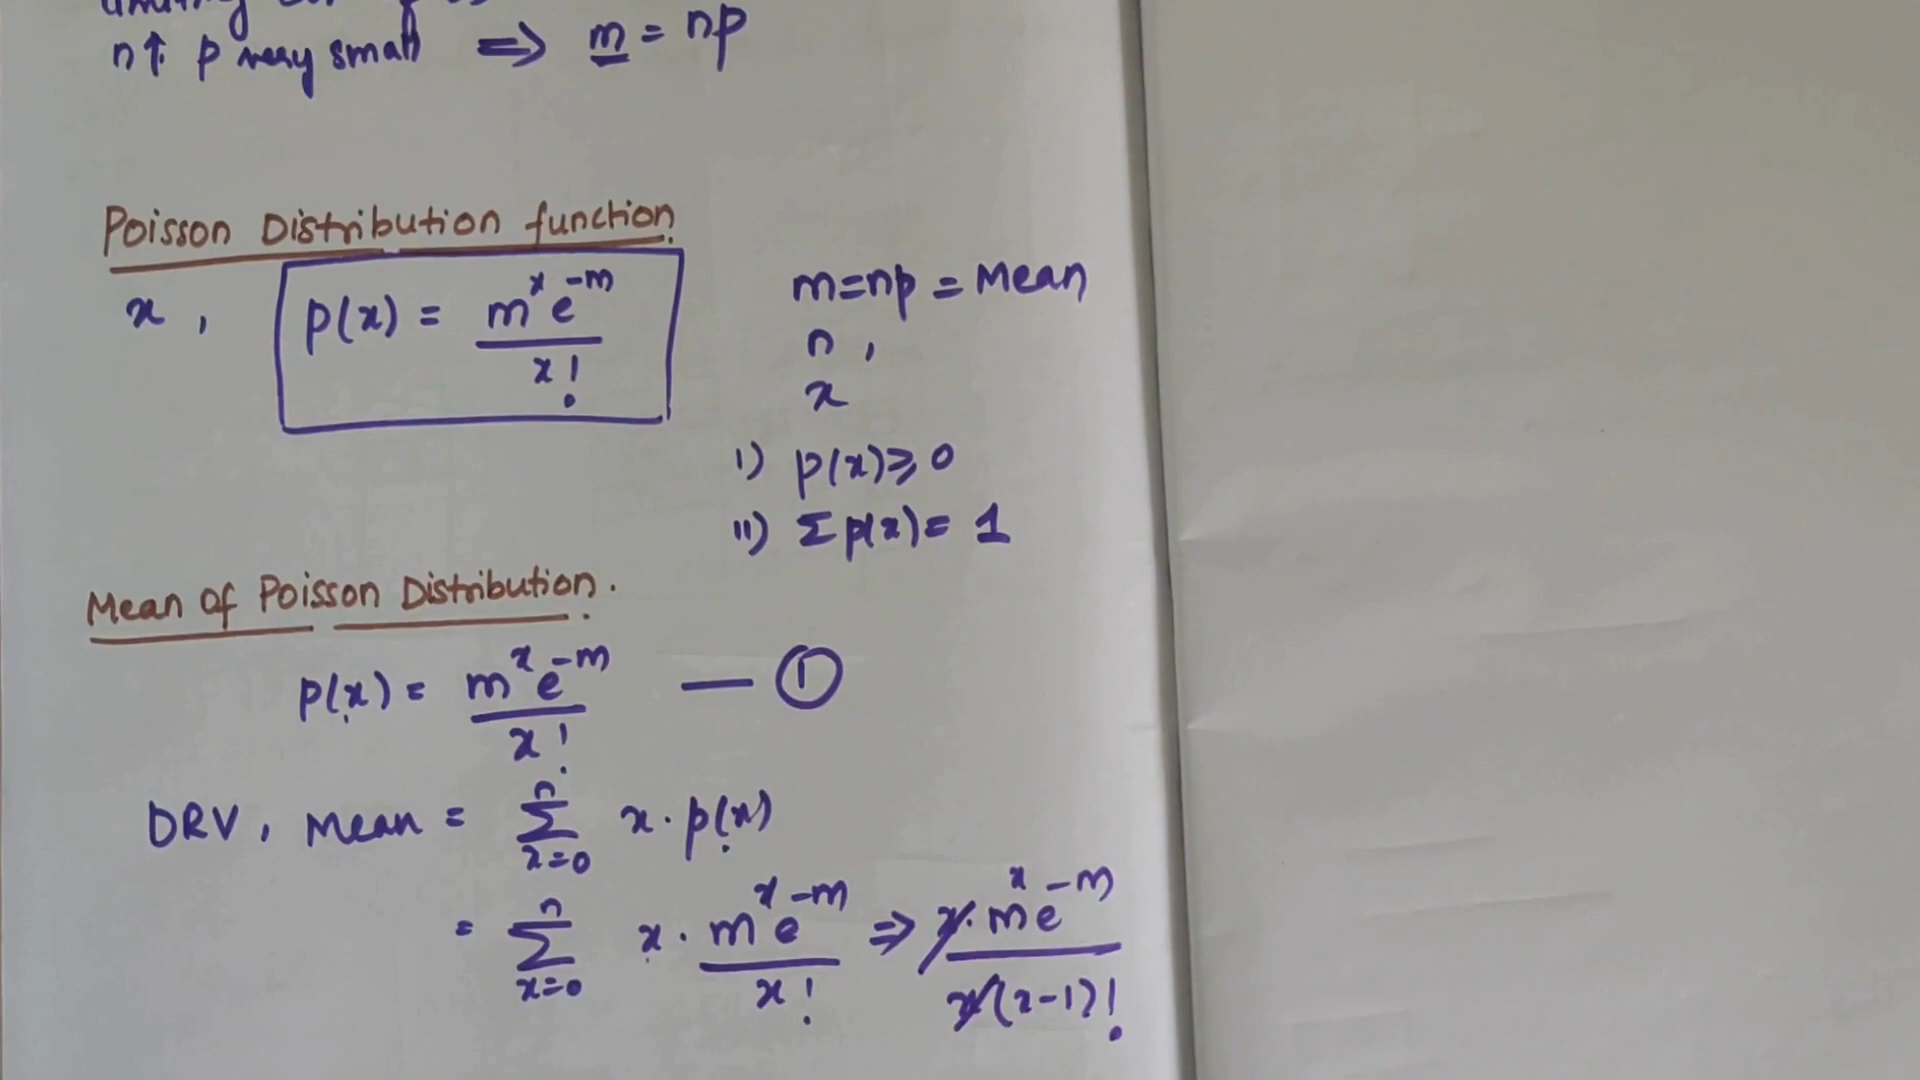 n↑ p very small ⟹ m = np
Poisson Distribution function.
x , p(x) = m^x e^-m / x!
m=np = Mean
n ,
x
i) p(x) ⩾ 0
ii) Σ p(x) = 1
Mean of Poisson Distribution.
p(x) = m^x e^-m / x! — ①
DRV, Mean = Σ_{x=0}^{n} x · p(x)
= Σ_{x=0}^{n} x · m^x e^-m / x! ⇒ x · m^x e^-m / x(x-1)!